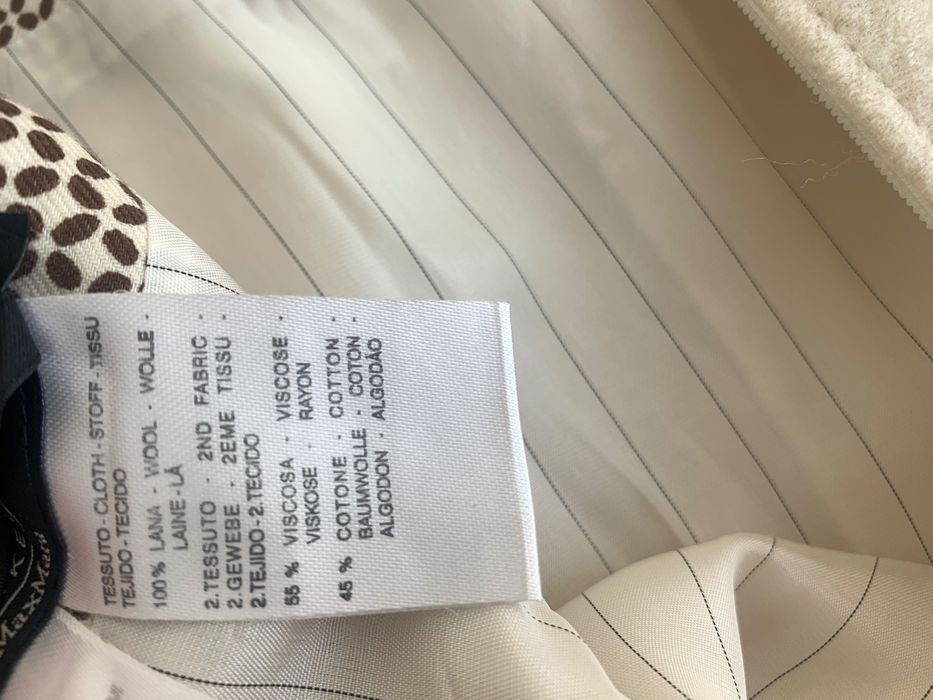 TESSUTO-CLOTH-STOFF-TISSU
TEJIDO-TECIDO
100% LANA - WOOL - WOLLE -
LAINE-LÃ
2.TESSUTO - 2ND FABRIC -
2.GEWEBE - 2EME TISSU -
2.TEJIDO-2.TECIDO
55 % VISCOSA - VISCOSE -
VISKOSE - RAYON
45 % COTONE - COTTON -
BAUMWOLLE - COTON -
ALGODON - ALGODÃO
MaxMara